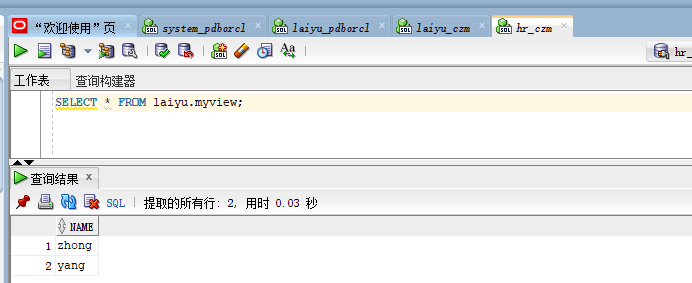 “欢迎使用”页 system_pdborcl laiyu_pdborcl laiyu_czm hr_czm
hr_
工作表 查询构建器
SELECT * FROM laiyu.myview;
查询结果
SQL 提取的所有行: 2, 用时 0.03 秒
NAME
1 zhong
2 yang